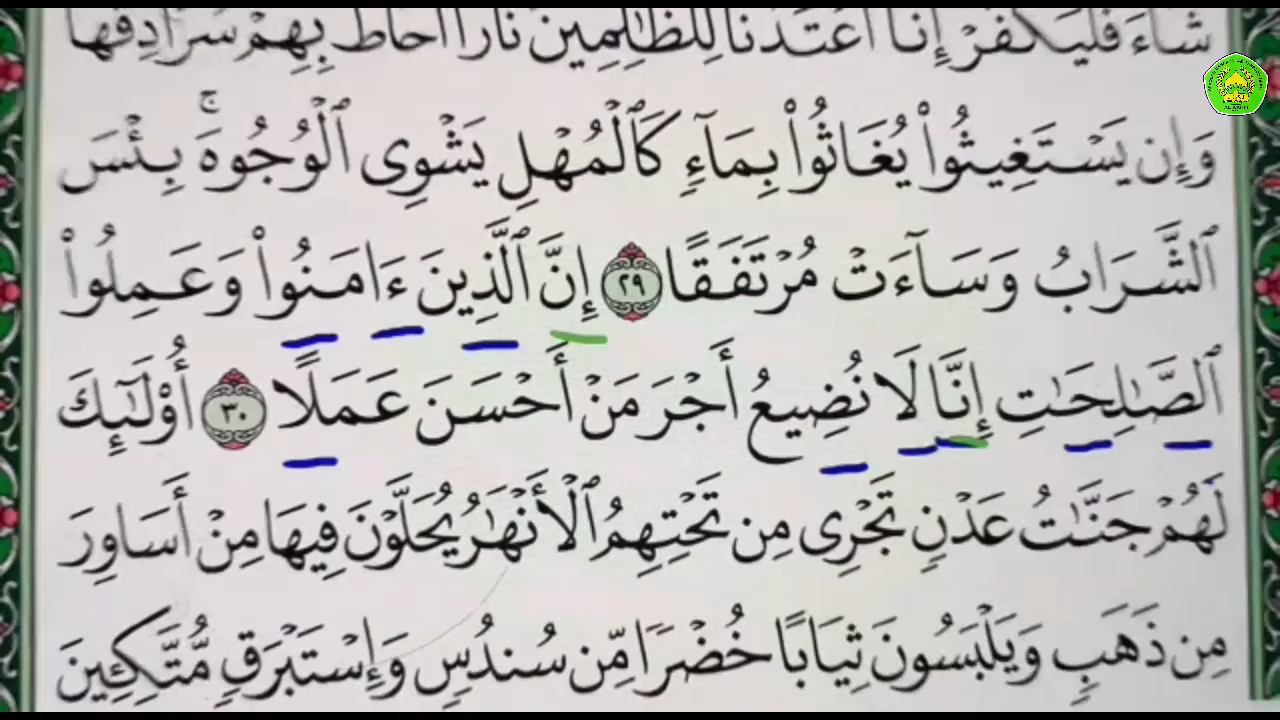 شَآءَ فَلْيَكْفُرْ إِنَّآ أَعْتَدْنَا لِلظَّٰلِمِينَ نَارًا أَحَاطَ بِهِمْ سُرَادِقُهَا
وَإِن يَسْتَغِيثُوا۟ يُغَاثُوا۟ بِمَآءٍ كَٱلْمُهْلِ يَشْوِى ٱلْوُجُوهَ ۚ بِئْسَ
ٱلشَّرَابُ وَسَآءَتْ مُرْتَفَقًا ٢٩ إِنَّ ٱلَّذِينَ ءَامَنُوا۟ وَعَمِلُوا۟
ٱلصَّٰلِحَٰتِ إِنَّا لَا نُضِيعُ أَجْرَ مَنْ أَحْسَنَ عَمَلًا ٣٠ أُو۟لَٰٓئِكَ
لَهُمْ جَنَّٰتُ عَدْنٍ تَجْرِى مِن تَحْتِهِمُ ٱلْأَنْهَٰرُ يُحَلَّوْنَ فِيهَا مِنْ أَسَاوِرَ
مِن ذَهَبٍ وَيَلْبَسُونَ ثِيَابًا خُضْرًا مِّن سُندُسٍ وَإِسْتَبْرَقٍ مُّتَّكِـِٔينَ